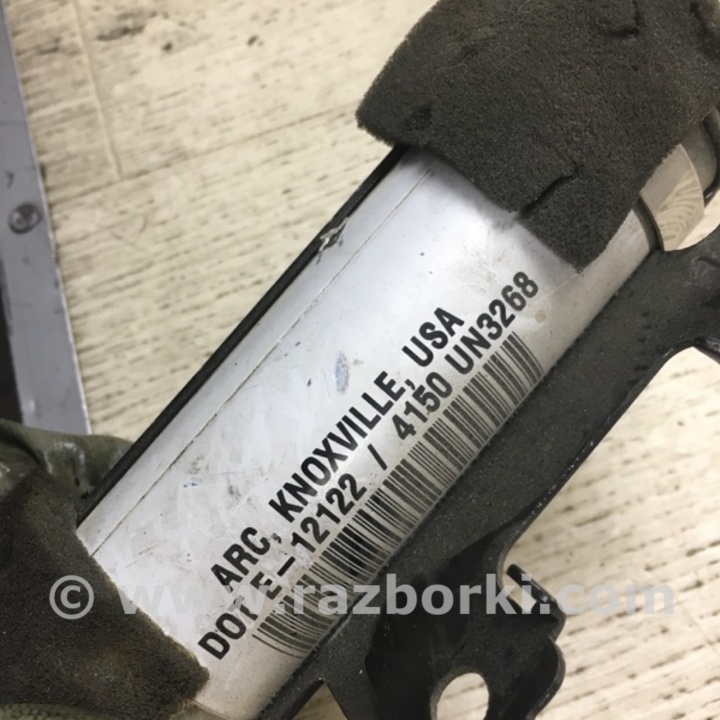 ARC, KNOXVILLE, USA
DOT-E-12122 / 4150 UN3268
© www.razborki.com